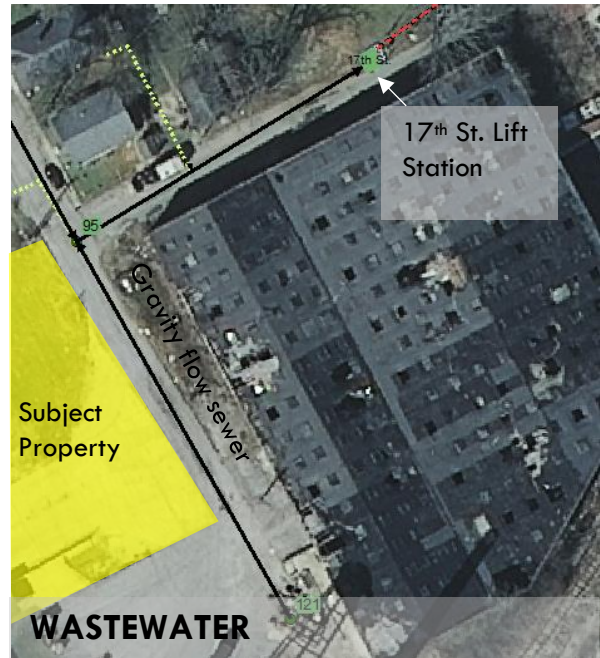 17th St.
17th St. Lift
Station
95
Gravity flow sewer
Subject
Property
121
WASTEWATER